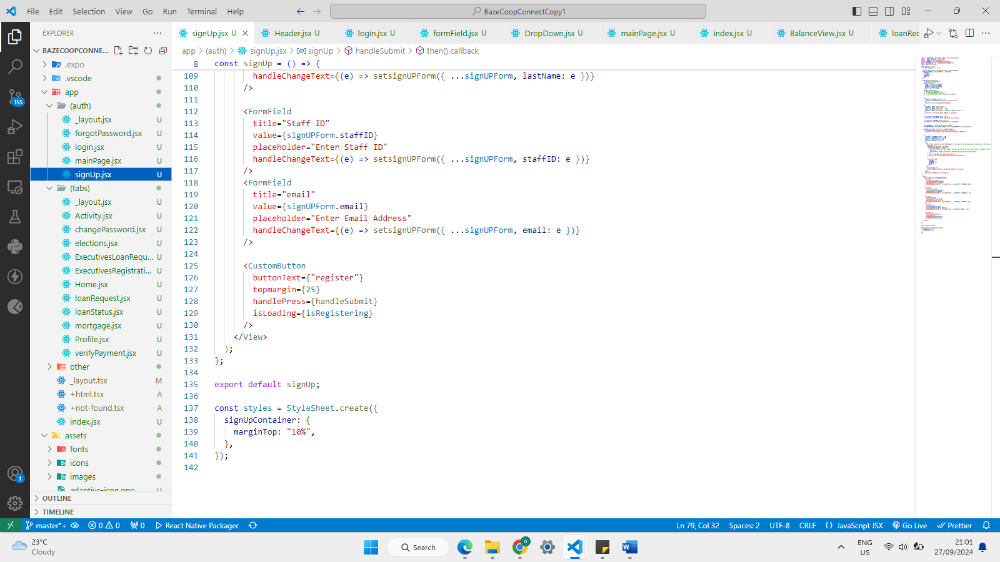 File Edit Selection View Go Run Terminal Help
BazeCoopConnectCopy1
EXPLORER
BAZECOOPCONNE...
.expo
.vscode
app
(auth)
_layout.jsx U
forgotPassword.jsx U
login.jsx U
mainPage.jsx U
signUp.jsx U
(tabs)
_layout.jsx U
Activity.jsx U
changePassword.jsx U
elections.jsx U
ExecutivesLoanRequ... U
ExecutivesRegistrati... U
Home.jsx U
loanRequest.jsx U
loanStatus.jsx U
mortgage.jsx U
Profile.jsx U
verifyPayment.jsx U
other
_layout.tsx M
+html.tsx A
+not-found.tsx A
index.jsx U
assets
fonts
icons
images
adaptive-icon.png U
OUTLINE
TIMELINE
155
1
signUp.jsx U Header.jsx U login.jsx U formField.jsx U DropDown.jsx U mainPage.jsx U index.jsx U BalanceView.jsx U loanRec
app > (auth) > signUp.jsx > signUp > handleSubmit > then() callback
8 const signUp = () => {
109 handleChangeText={(e) => setsignUPForm({ ...signUPForm, lastName: e })}
110 />
111
112 <FormField
113 title="Staff ID"
114 value={signUPForm.staffID}
115 placeholder="Enter Staff ID"
116 handleChangeText={(e) => setsignUPForm({ ...signUPForm, staffID: e })}
117 />
118 <FormField
119 title="email"
120 value={signUPForm.email}
121 placeholder="Enter Email Address"
122 handleChangeText={(e) => setsignUPForm({ ...signUPForm, email: e })}
123 />
124
125 <CustomButton
126 buttonText={"register"}
127 topmargin={25}
128 handlePress={handleSubmit}
129 isLoading={isRegistering}
130 />
131 </View>
132 );
133 };
134
135 export default signUp;
136
137 const styles = StyleSheet.create({
138 signUpContainer: {
139 marginTop: "10%",
140 },
141 });
142
master*+ 0 0 0 React Native Packager Ln 79, Col 32 Spaces: 2 UTF-8 CRLF {} JavaScript JSX Go Live Prettier
23°C
Cloudy
Search
ENG
US
21:01
27/09/2024